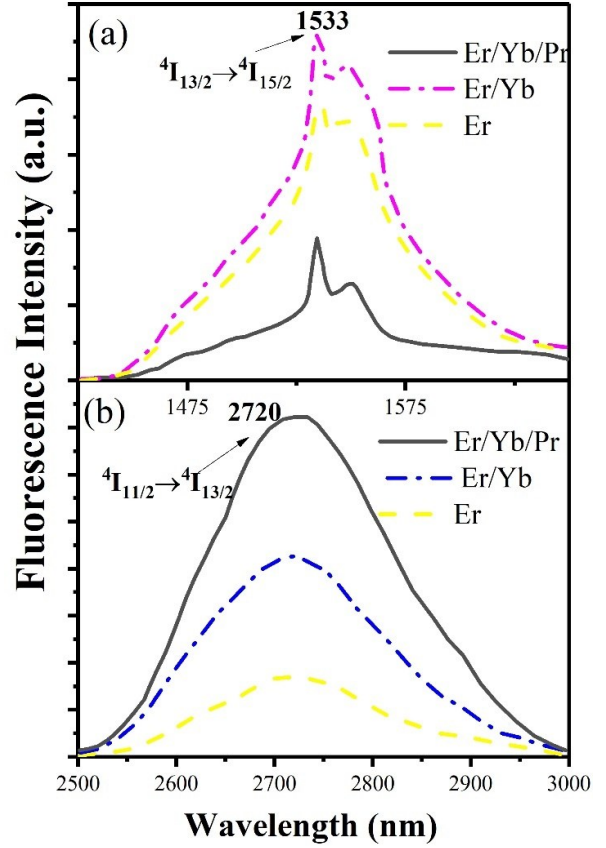 (a)
1533
⁴I₁₃/₂→⁴I₁₅/₂
Er/Yb/Pr
Er/Yb
Er
1475
1575
(b)
2720
⁴I₁₁/₂→⁴I₁₃/₂
Er/Yb/Pr
Er/Yb
Er
2500
2600
2700
2800
2900
3000
Wavelength (nm)
Fluorescence Intensity (a.u.)